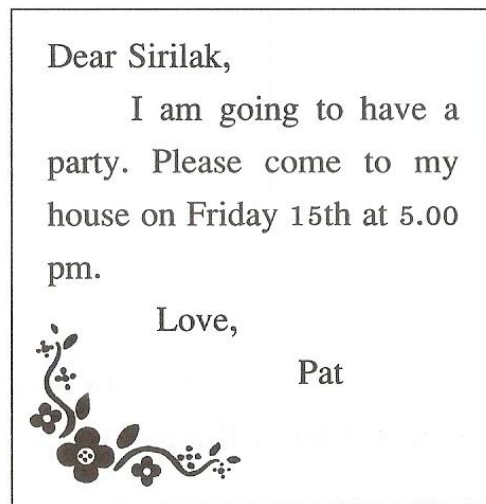 Dear Sirilak,
I am going to have a
party. Please come to my
house on Friday 15th at 5.00
pm.
Love,
Pat